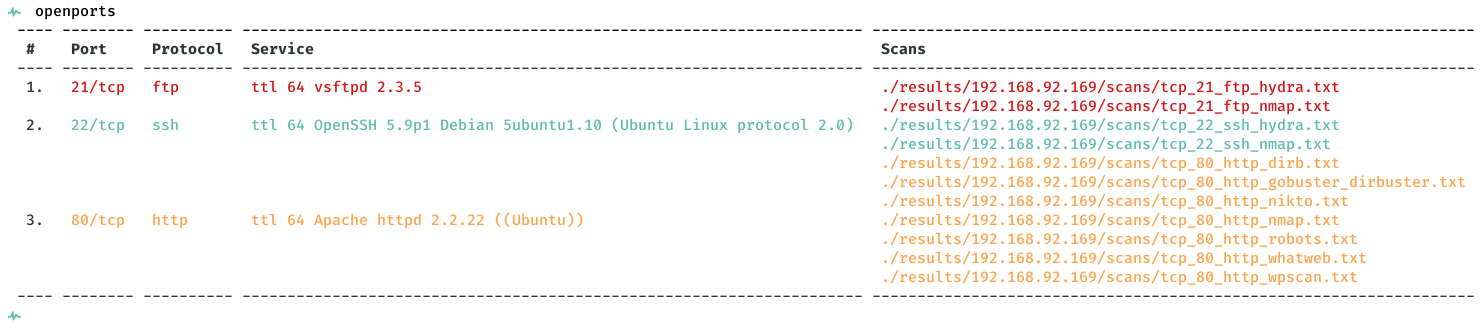 openports
---- -------- ---------- --------------------------------------------------------------------- -------------------------------------------------------------------
# Port Protocol Service Scans
---- -------- ---------- --------------------------------------------------------------------- -------------------------------------------------------------------
1. 21/tcp ftp ttl 64 vsftpd 2.3.5 ./results/192.168.92.169/scans/tcp_21_ftp_hydra.txt
./results/192.168.92.169/scans/tcp_21_ftp_nmap.txt
2. 22/tcp ssh ttl 64 OpenSSH 5.9p1 Debian 5ubuntu1.10 (Ubuntu Linux protocol 2.0) ./results/192.168.92.169/scans/tcp_22_ssh_hydra.txt
./results/192.168.92.169/scans/tcp_22_ssh_nmap.txt
./results/192.168.92.169/scans/tcp_80_http_dirb.txt
./results/192.168.92.169/scans/tcp_80_http_gobuster_dirbuster.txt
./results/192.168.92.169/scans/tcp_80_http_nikto.txt
3. 80/tcp http ttl 64 Apache httpd 2.2.22 ((Ubuntu)) ./results/192.168.92.169/scans/tcp_80_http_nmap.txt
./results/192.168.92.169/scans/tcp_80_http_robots.txt
./results/192.168.92.169/scans/tcp_80_http_whatweb.txt
./results/192.168.92.169/scans/tcp_80_http_wpscan.txt
---- -------- ---------- --------------------------------------------------------------------- -------------------------------------------------------------------